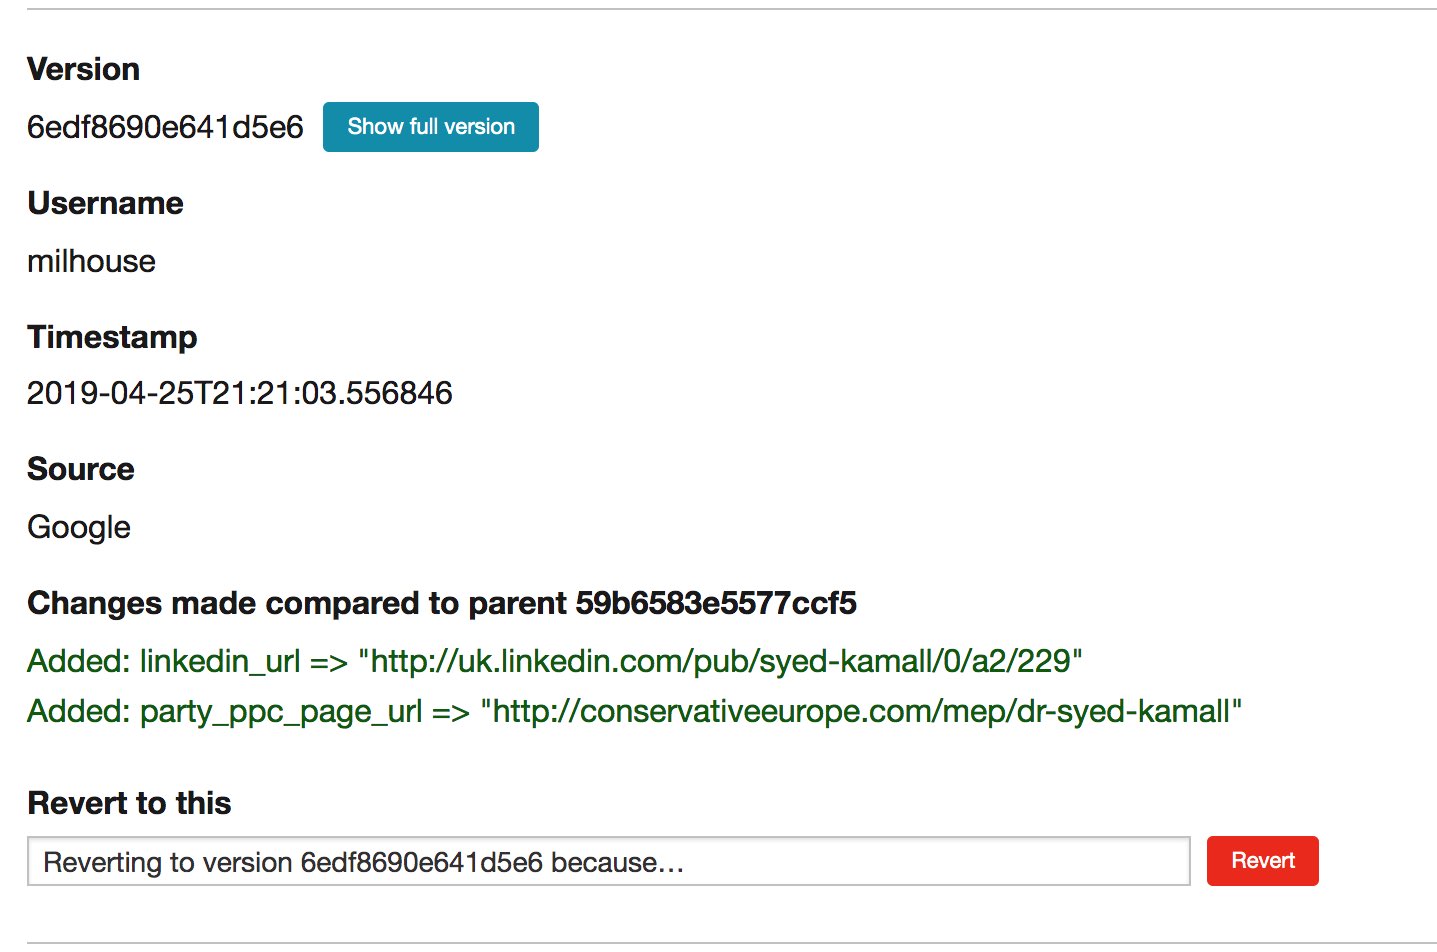 Version
6edf8690e641d5e6 Show full version
Username
milhouse
Timestamp
2019-04-25T21:21:03.556846
Source
Google
Changes made compared to parent 59b6583e5577ccf5
Added: linkedin_url => "http://uk.linkedin.com/pub/syed-kamall/0/a2/229"
Added: party_ppc_page_url => "http://conservativeeurope.com/mep/dr-syed-kamall"
Revert to this
Reverting to version 6edf8690e641d5e6 because… Revert